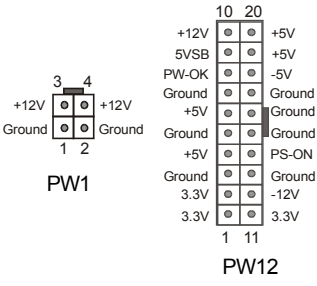 10 20
+12V +5V
5VSB +5V
PW-OK -5V
Ground Ground
+5V Ground
Ground Ground
+5V PS-ON
Ground Ground
3.3V -12V
3.3V 3.3V
1 11
PW12
3 4
+12V +12V
Ground Ground
1 2
PW1